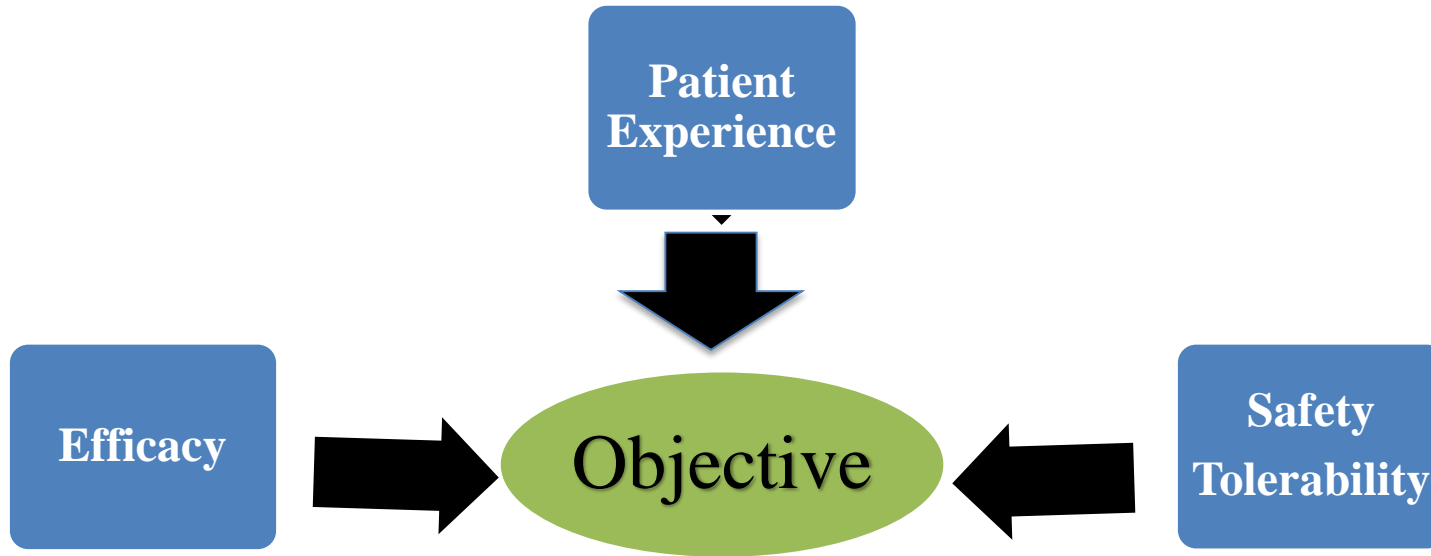 Patient
Experience
Efficacy
Objective
Safety
Tolerability